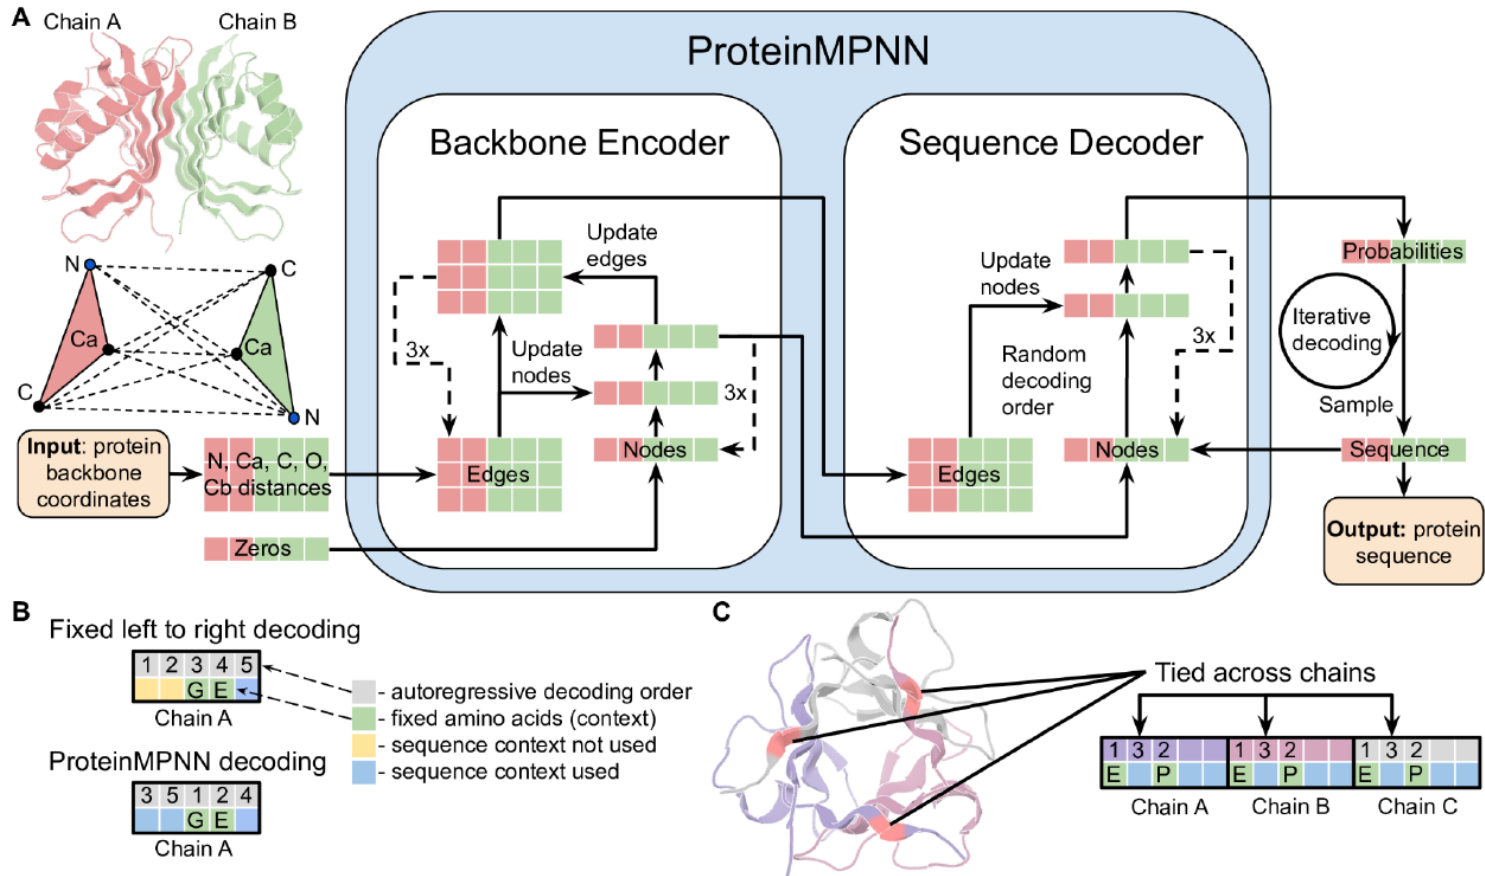 A
Chain A
Chain B
N
C
Ca
Ca
C
N
Input: protein
backbone
coordinates
N, Ca, C, O,
Cb distances
Zeros
ProteinMPNN
Backbone Encoder
Update
edges
3x
Update
nodes
3x
Edges
Nodes
Sequence Decoder
Update
nodes
Random
decoding
order
3x
Edges
Nodes
Probabilities
Iterative
decoding
Sample
Sequence
Output: protein
sequence
B
Fixed left to right decoding
1 2 3 4 5
G E
Chain A
ProteinMPNN decoding
3 5 1 2 4
G E
Chain A
- autoregressive decoding order
- fixed amino acids (context)
- sequence context not used
- sequence context used
C
Tied across chains
1 3 2 1 3 2 1 3 2
E P E P E P
Chain A Chain B Chain C